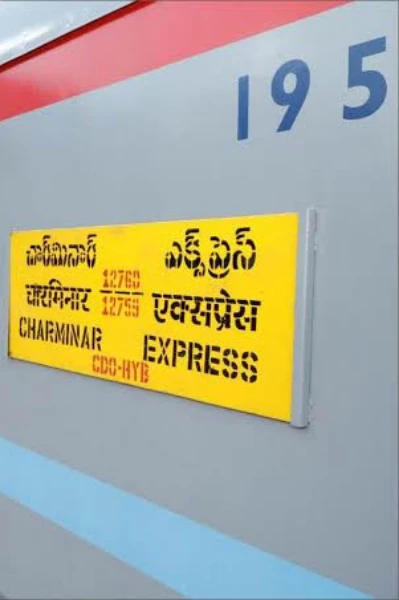 195
చార్‌మినార్ ఎక్స్‌ప్రెస్
चारमिनार 12760 एक्सप्रेस
12759
CHARMINAR EXPRESS
CDO-HYB